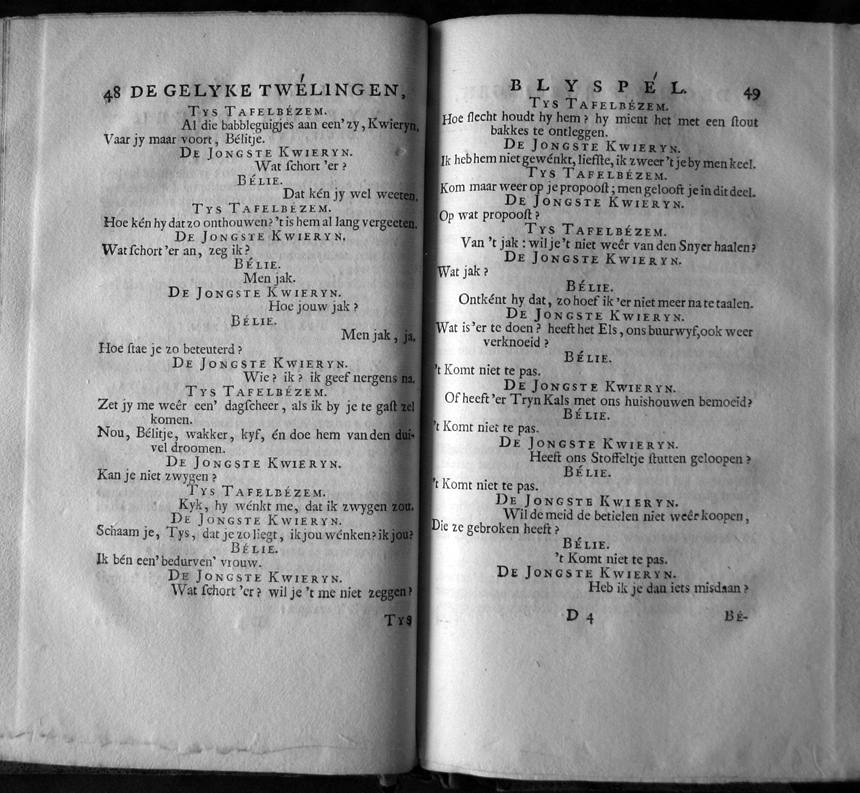 48 DE GELYKE TWÉLINGEN,
TYS TAFELBÉZEM.
Al die babbleguigjes aan een' zy, Kwieryn.
Vaar jy maar voort, Bélitje.
DE JONGSTE KWIERYN.
Wat ſchort 'er?
BÉLIE.
Dat kén jy wel weeten.
TYS TAFELBÉZEM.
Hoe kén hy dat zo onthouwen? 't is hem al lang vergeeten.
DE JONGSTE KWIERYN.
Wat ſchort 'er an, zeg ik?
BÉLIE.
Men jak.
DE JONGSTE KWIERYN.
Hoe jouw jak?
BÉLIE.
Men jak, ja.
Hoe ſtae je zo beteuterd?
DE JONGSTE KWIERYN.
Wie? ik? ik geef nergens na.
TYS TAFELBÉZEM.
Zet jy me weêr een' dagſcheer, als ik by je te gaſt zel
komen.
Nou, Bélitje, wakker, kyf, én doe hem van den dui-
vel droomen.
DE JONGSTE KWIERYN.
Kan je niet zwygen?
TYS TAFELBÉZEM.
Kyk, hy wénkt me, dat ik zwygen zou.
DE JONGSTE KWIERYN.
Schaam je, Tys, dat je zo liegt, ik jou wénken? ik jou?
BÉLIE.
Ik bén een' bedurven' vrouw.
DE JONGSTE KWIERYN.
Wat ſchort 'er? wil je 't me niet zeggen?
TYS
BLYSPÉL. 49
TYS TAFELBÉZEM.
Hoe ſlecht houdt hy hem? hy mient het met een ſtout
bakkes te ontleggen.
DE JONGSTE KWIERYN.
Ik heb hem niet gewénkt, liefſte, ik zweer 't je by men keel.
TYS TAFELBÉZEM.
Kom maar weer op je propooſt; men gelooft je in dit deel.
DE JONGSTE KWIERYN.
Op wat propooſt?
TYS TAFELBÉZEM.
Van 't jak: wil je 't niet weêr van den Snyer haalen?
DE JONGSTE KWIERYN.
Wat jak?
BÉLIE.
Ontként hy dat, zo hoef ik 'er niet meer na te taalen.
DE JONGSTE KWIERYN.
Wat is 'er te doen? heeft het Els, ons buurwyf, ook weer
verknoeid?
BÉLIE.
't Komt niet te pas.
DE JONGSTE KWIERYN.
Of heeft 'er Tryn Kals met ons huishouwen bemoeid?
BÉLIE.
't Komt niet te pas.
DE JONGSTE KWIERYN.
Heeft ons Stoffeltje ſtutten geloopen?
BÉLIE.
't Komt niet te pas.
DE JONGSTE KWIERYN.
Wil de meid de betielen niet weêr koopen,
Die ze gebroken heeft?
BÉLIE.
't Komt niet te pas.
DE JONGSTE KWIERYN.
Heb ik je dan iets misdaan?
D 4 BÉ-